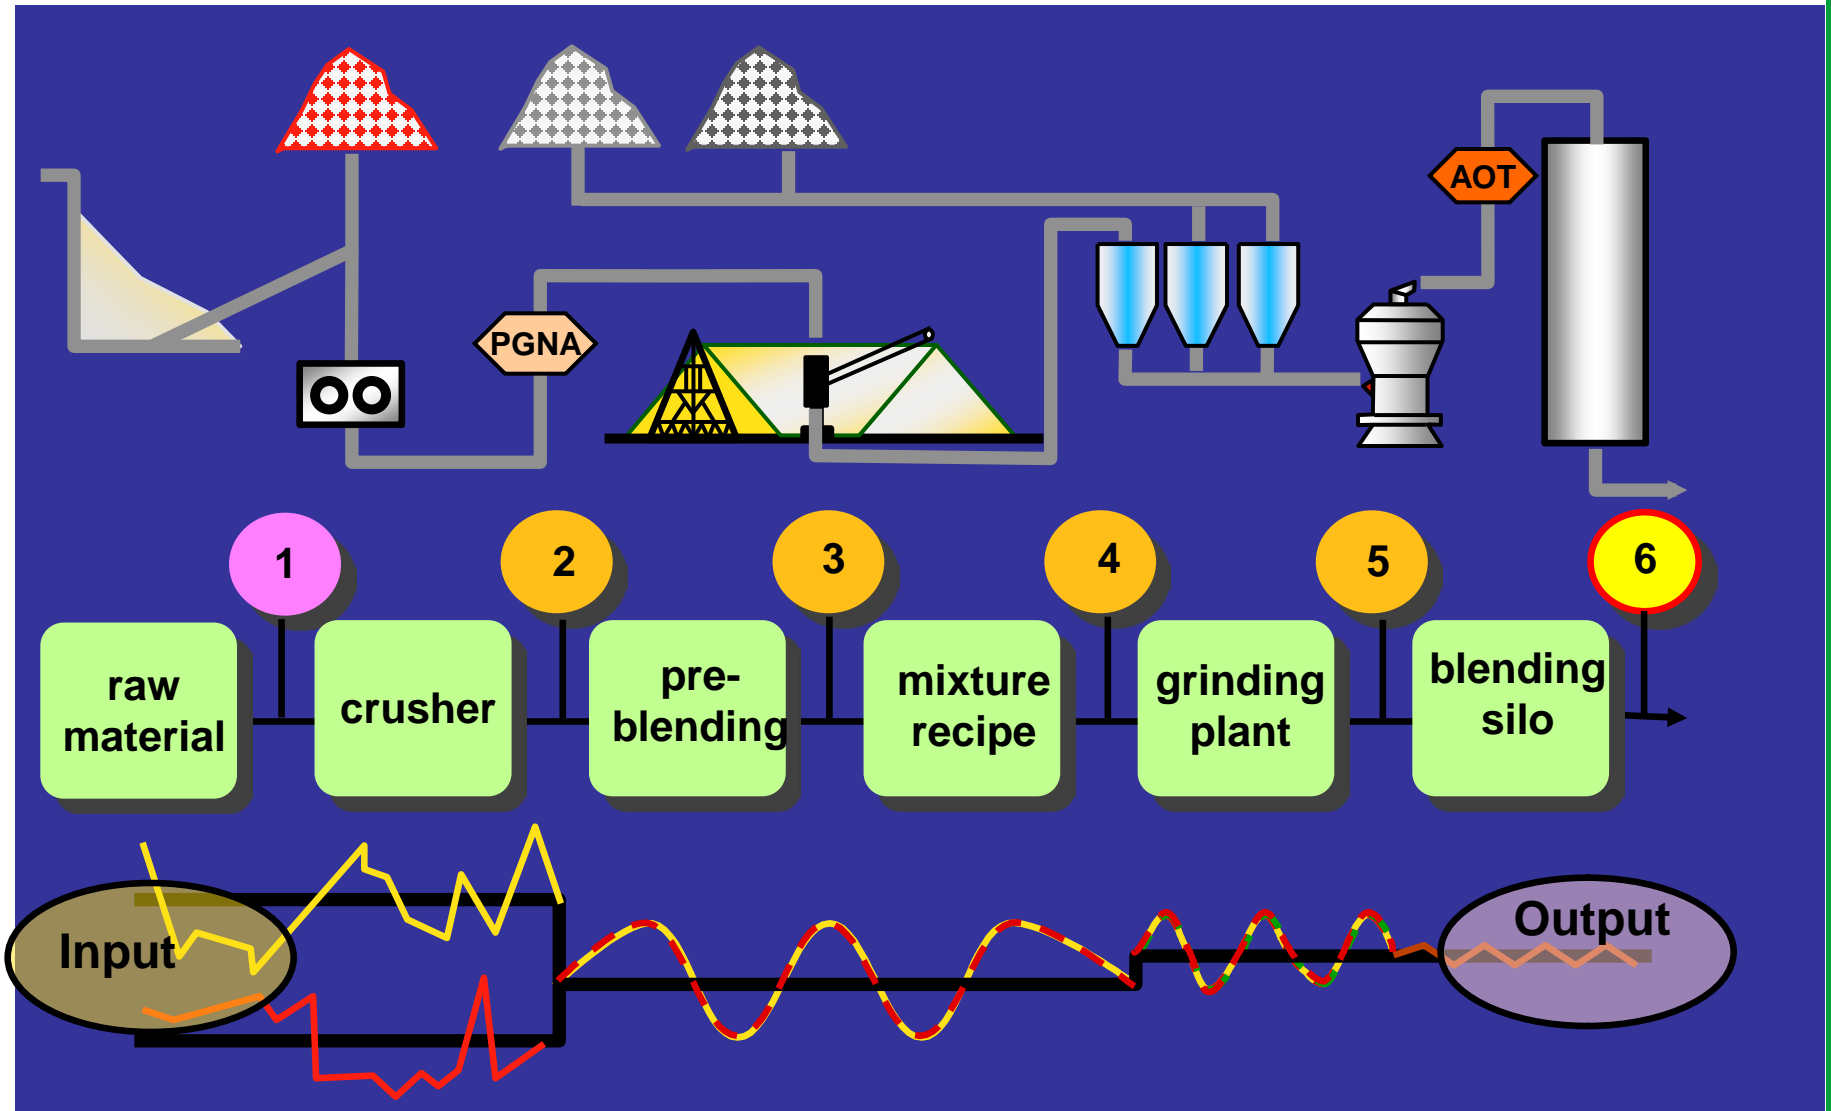 AOT
PGNA
1
2
3
4
5
6
raw
material
crusher
pre-
blending
mixture
recipe
grinding
plant
blending
silo
Input
Output